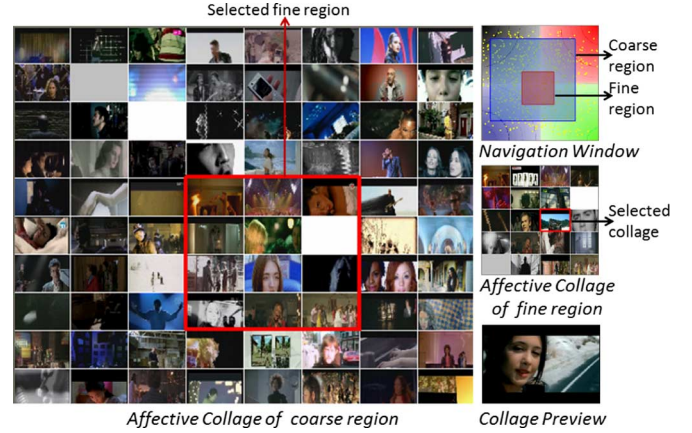 Selected fine region
Coarse
region
Fine
region
Navigation Window
Selected
collage
Affective Collage
of fine region
Affective Collage of coarse region
Collage Preview